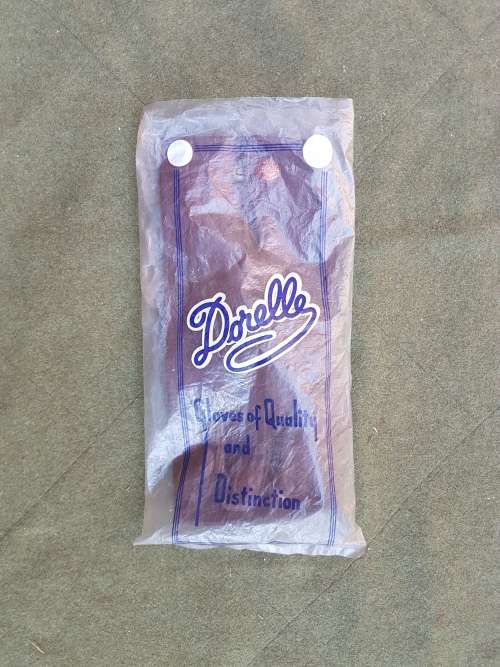 Dorelle
Gloves of Quality
and
Distinction